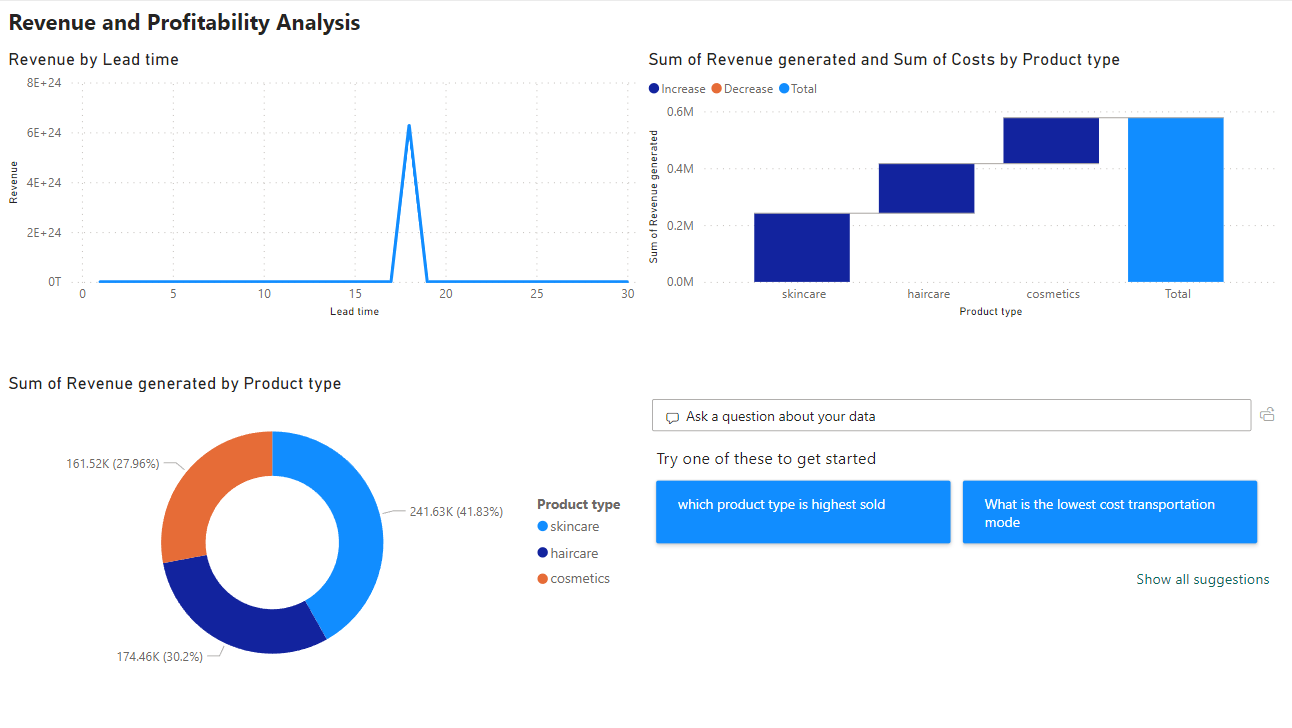 Revenue and Profitability Analysis
Revenue by Lead time
8E+24
6E+24
4E+24
2E+24
0T
Revenue
0 5 10 15 20 25 30
Lead time
Sum of Revenue generated and Sum of Costs by Product type
Increase Decrease Total
0.6M
0.4M
0.2M
0.0M
Sum of Revenue generated
skincare haircare cosmetics Total
Product type
Sum of Revenue generated by Product type
161.52K (27.96%)
241.63K (41.83%)
174.46K (30.2%)
Product type
skincare
haircare
cosmetics
Ask a question about your data
Try one of these to get started
which product type is highest sold
What is the lowest cost transportation
mode
Show all suggestions